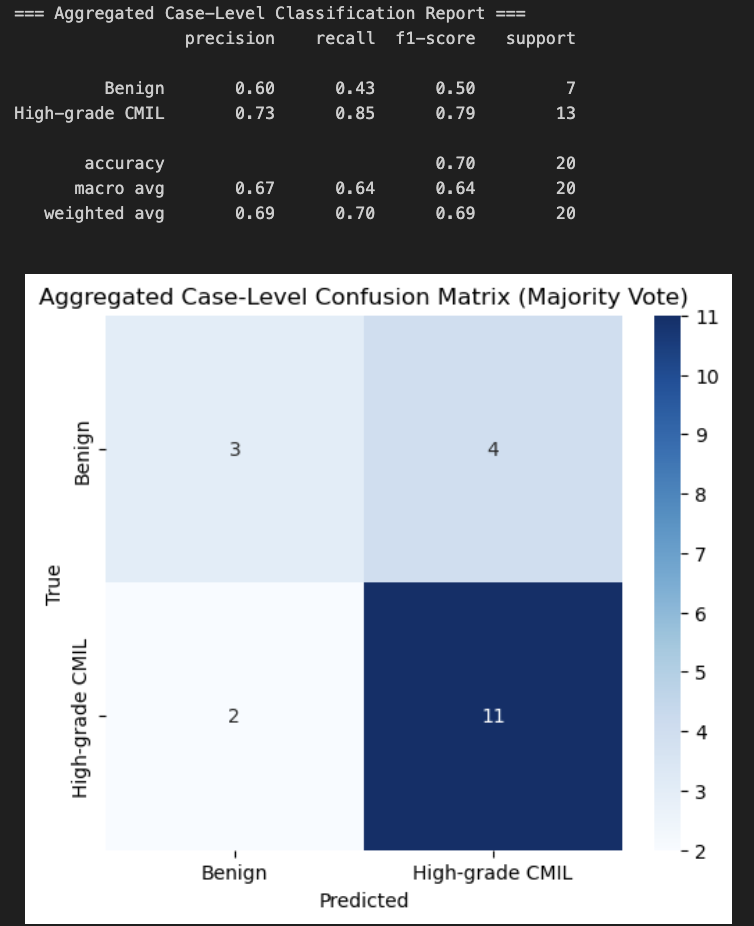 === Aggregated Case-Level Classification Report ===
precision recall f1-score support
Benign 0.60 0.43 0.50 7
High-grade CMIL 0.73 0.85 0.79 13
accuracy 0.70 20
macro avg 0.67 0.64 0.64 20
weighted avg 0.69 0.70 0.69 20
Aggregated Case-Level Confusion Matrix (Majority Vote)
True
Benign
High-grade CMIL
3 4
2 11
Benign High-grade CMIL
Predicted
11
10
9
8
7
6
5
4
3
2